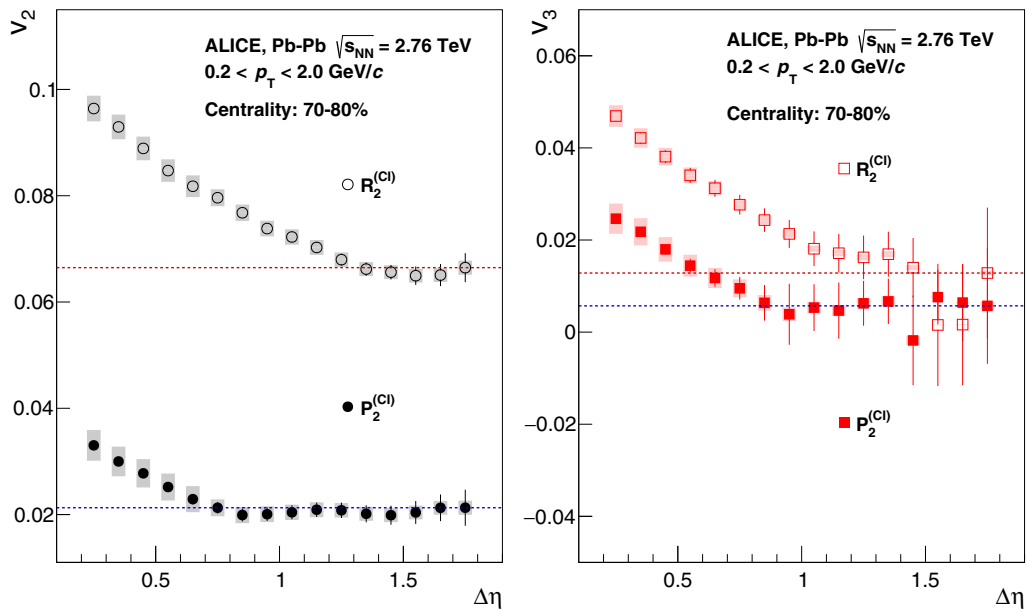 v₂
ALICE, Pb-Pb √sNN = 2.76 TeV
0.2 < pT < 2.0 GeV/c
Centrality: 70-80%
R₂^(CI)
P₂^(CI)
0.1
0.08
0.06
0.04
0.02
0.5 1 1.5
Δη
v₃
ALICE, Pb-Pb √sNN = 2.76 TeV
0.2 < pT < 2.0 GeV/c
Centrality: 70-80%
R₂^(CI)
P₂^(CI)
0.06
0.04
0.02
0
−0.02
−0.04
0.5 1 1.5
Δη